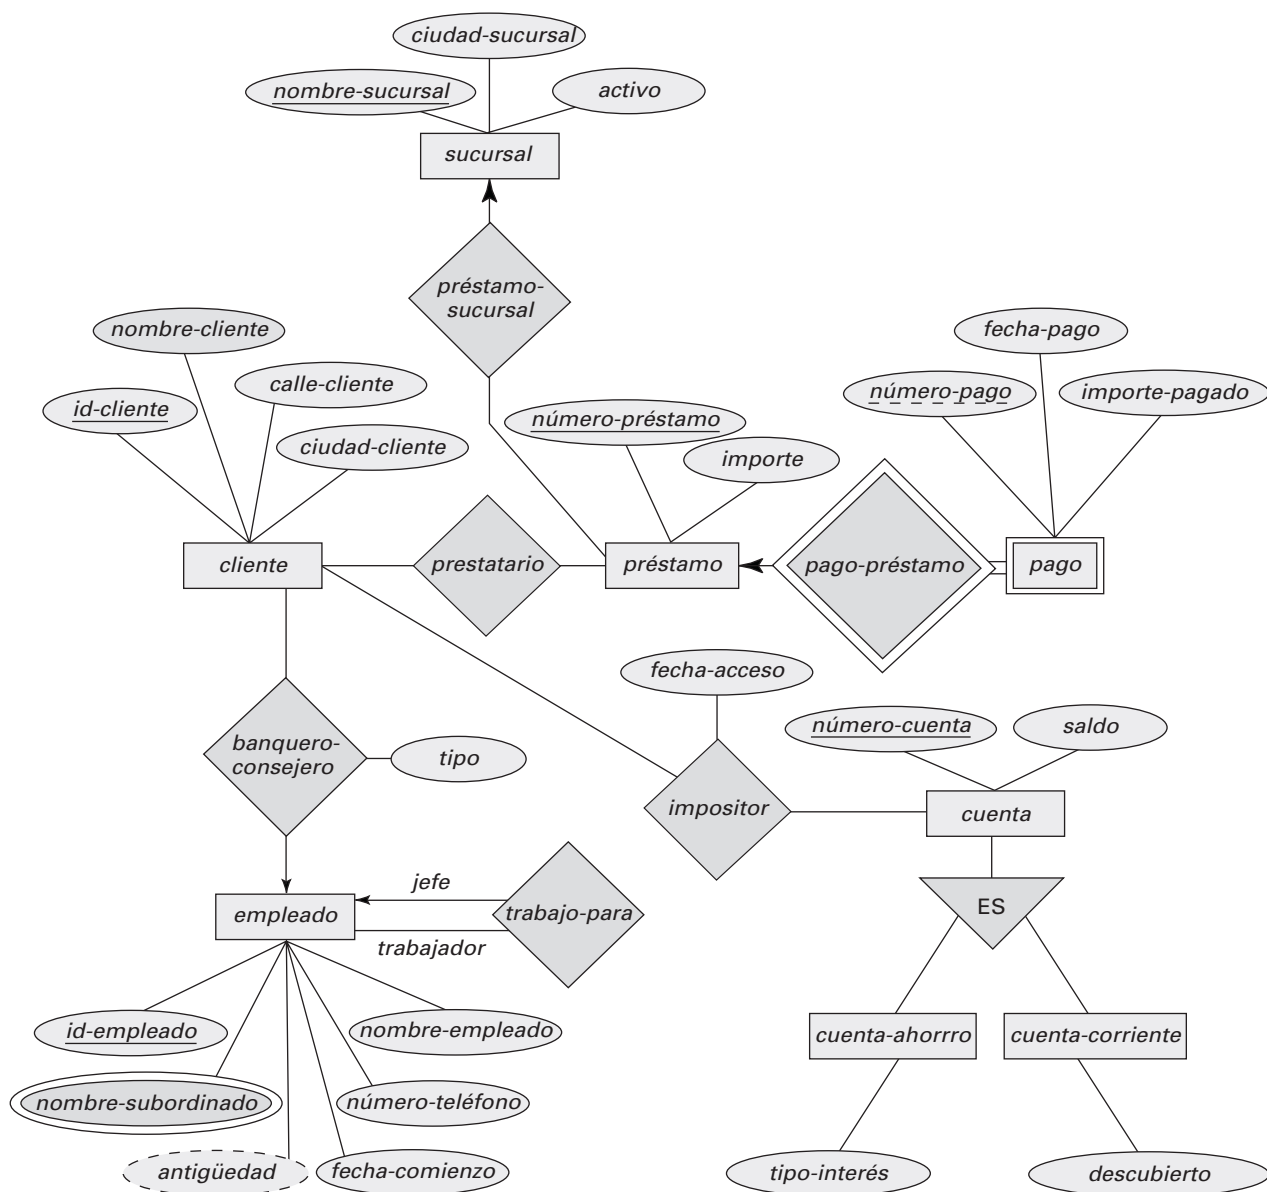 ciudad-sucursal
nombre-sucursal
activo
sucursal
préstamo-
sucursal
nombre-cliente
fecha-pago
calle-cliente
número-pago
importe-pagado
id-cliente
número-préstamo
ciudad-cliente
importe
cliente
prestatario
préstamo
pago-préstamo
pago
fecha-acceso
número-cuenta
saldo
banquero-
consejero
tipo
impositor
cuenta
jefe
ES
empleado
trabajo-para
trabajador
id-empleado
nombre-empleado
cuenta-ahorrro
cuenta-corriente
nombre-subordinado
número-teléfono
antigüedad
fecha-comienzo
tipo-interés
descubierto